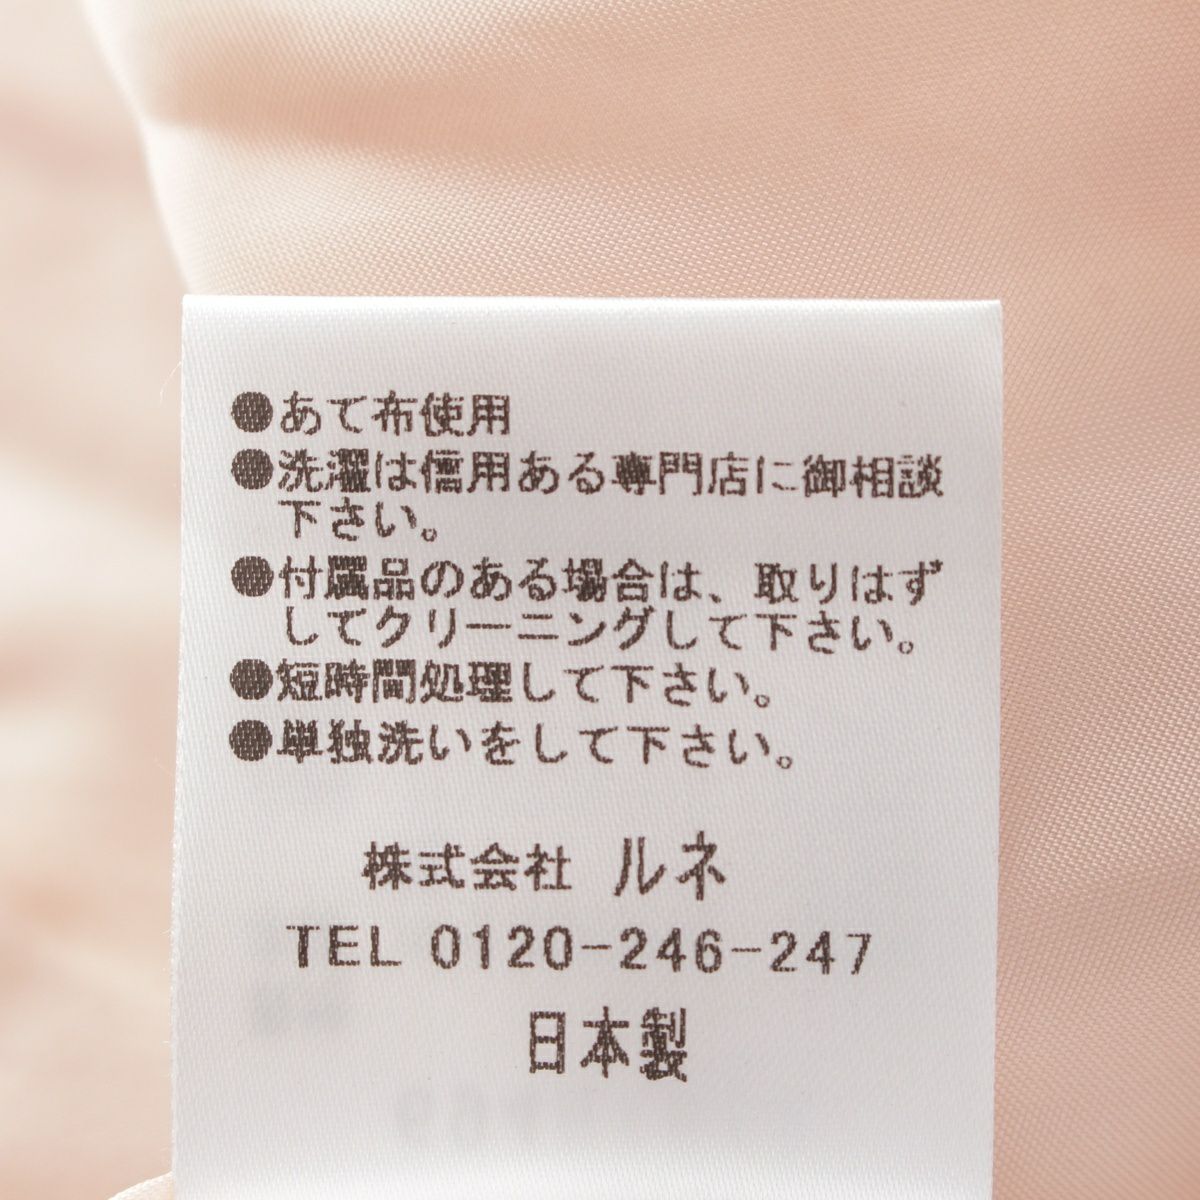 ●あて布使用
●洗濯は信用ある専門店に御相談
下さい。
●付属品のある場合は、取りはず
してクリーニングして下さい。
●短時間処理して下さい。
●単独洗いをして下さい。
株式会社 ルネ
TEL 0120-246-247
日本製